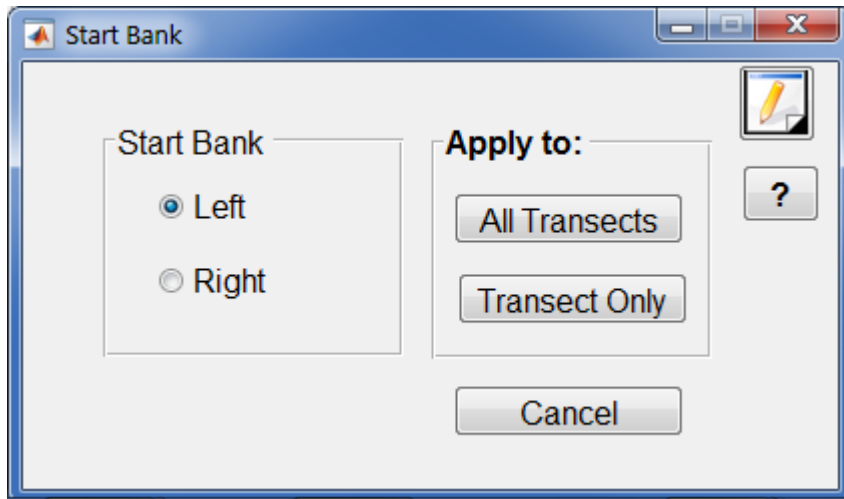 Start Bank
Start Bank
Left
Right
Apply to:
All Transects
Transect Only
Cancel
?